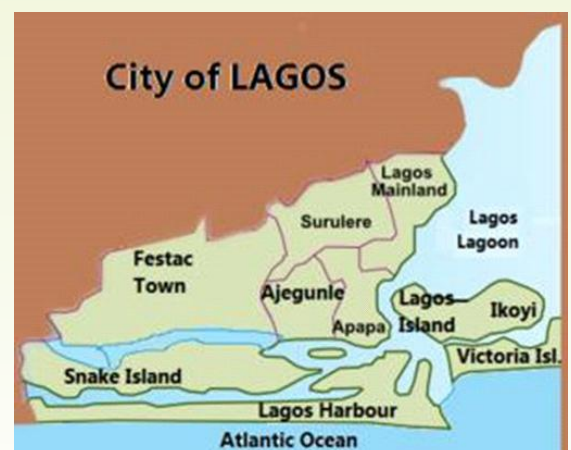 City of LAGOS
Lagos
Mainland
Surulere
Lagos
Lagoon
Festac
Town
Ajegunle
Apapa
Lagos
Island
Ikoyi
Victoria Isl.
Snake Island
Lagos Harbour
Atlantic Ocean